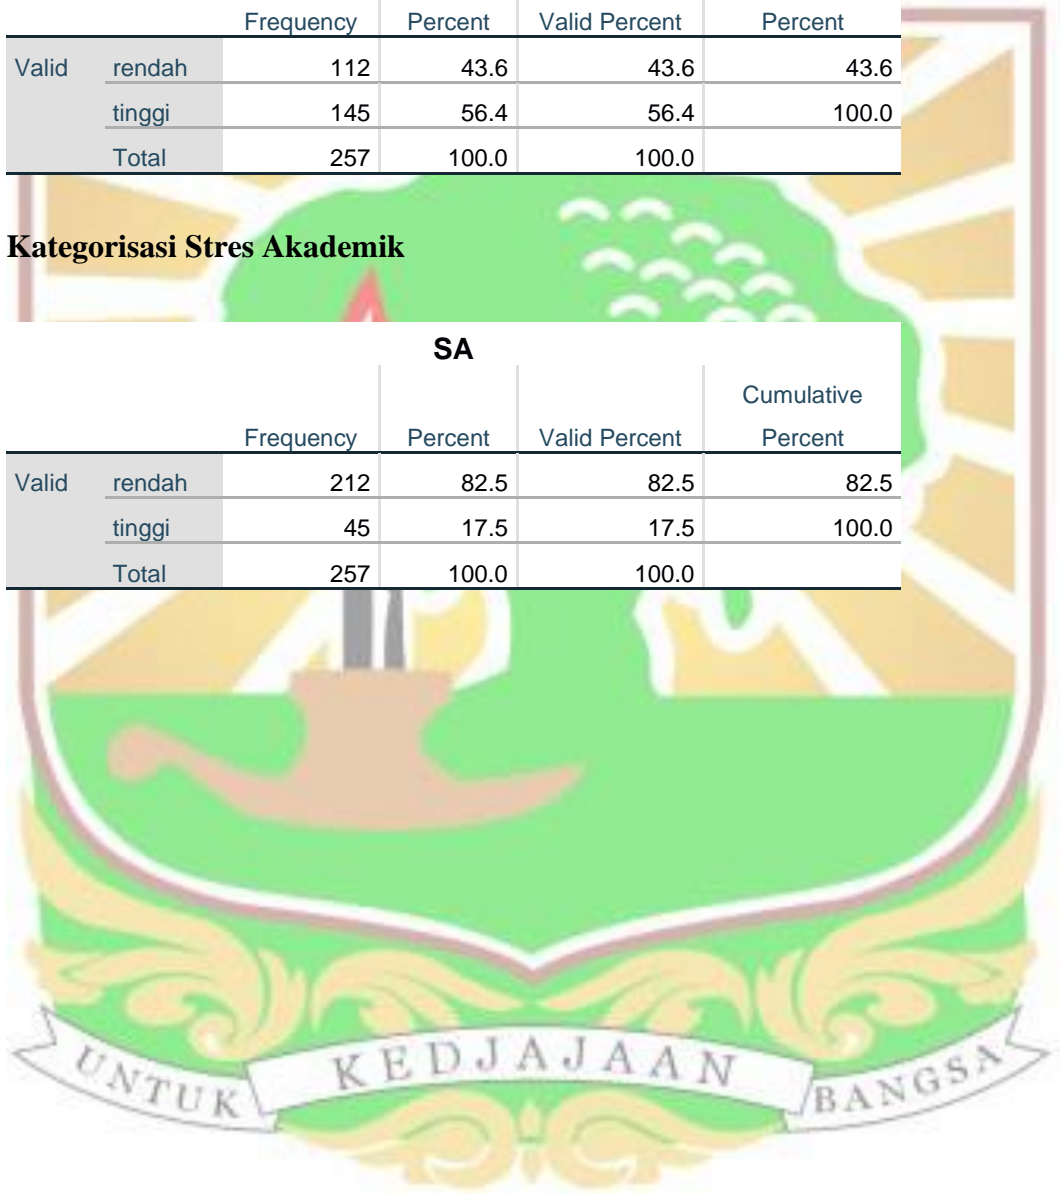 Frequency Percent Valid Percent Percent
Valid rendah 112 43.6 43.6 43.6
tinggi 145 56.4 56.4 100.0
Total 257 100.0 100.0
Kategorisasi Stres Akademik
SA
Cumulative
Frequency Percent Valid Percent Percent
Valid rendah 212 82.5 82.5 82.5
tinggi 45 17.5 17.5 100.0
Total 257 100.0 100.0
UNTUK KEDJAJAAN BANGSA